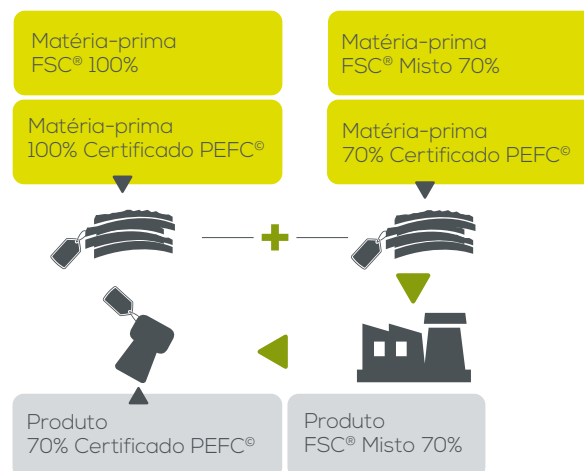 Matéria-prima
FSC® 100%
Matéria-prima
FSC® Misto 70%
Matéria-prima
100% Certificado PEFC©
Matéria-prima
70% Certificado PEFC©
Produto
70% Certificado PEFC©
Produto
FSC® Misto 70%